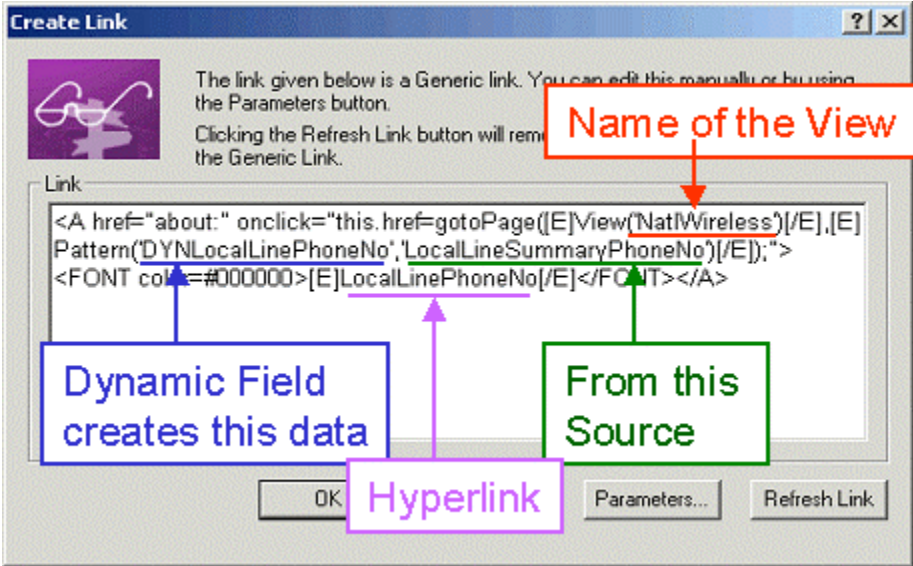 Create Link
The link given below is a Generic link. You can edit this manually or by using
the Parameters button.
Clicking the Refresh Link button will
the Generic Link.
Name of the View
Link
<A href="about:" onclick="this.href=gotoPage([E]View('NatlWireless')[/E],[E]
Pattern('DYNLocalLinePhoneNo','LocalLineSummaryPhoneNo')[/E]);">
<FONT color=#000000>[E]LocalLinePhoneNo[/E]</FONT></A>
Dynamic Field
creates this data
From this
Source
Hyperlink
OK
Parameters...
Refresh Link